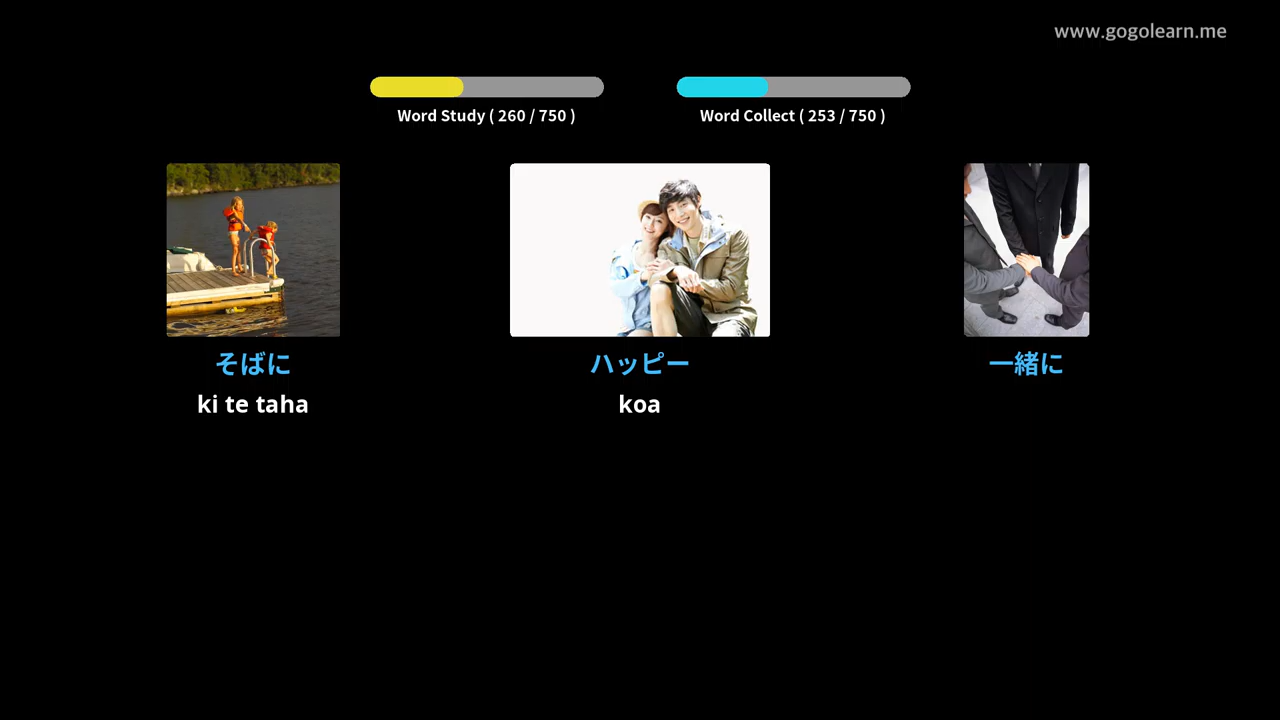 www.gogolearn.me
Word Study ( 260 / 750 )
Word Collect ( 253 / 750 )
そばに
ハッピー
一緒に
ki te taha
koa